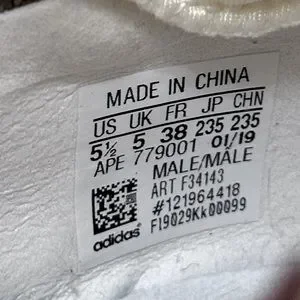 MADE IN CHINA
US UK FR JP CHN
5½ 5 38 235 235
APE 779001 01/19
MALE/MALE
ART F34143
#121964418
F19029Kk00099
adidas